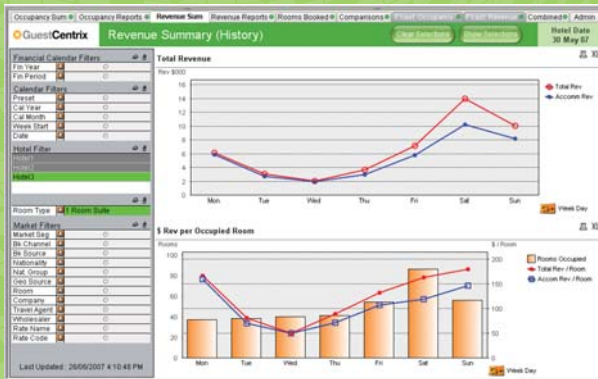 Occupancy Sum Occupancy Reports Revenue Sum Revenue Reports Rooms Booked Comparisons PFast Occupancy PFast Revenue Combined Admin
GuestCentrix Revenue Summary (History) Clear Selections Show Selections Hotel Date
30 May 07
Financial Calendar Filters
Fin Year
Fin Period
Calendar Filters
Preset
Cal Year
Cal Month
Week Start
Date
Hotel Filter
Hotel1
Hotel2
Hotel3
Room Type 1 Room Suite
Market Filters
Market Seg
Bk Channel
Bk Source
Nationality
Nat. Group
Geo Source
Room
Company
Travel Agent
Wholesaler
Rate Name
Rate Code
Last Updated: 26/06/2007 4:10:48 PM
Total Revenue
XL
Rev $000
16
14
12
10
8
6
4
2
0
Mon Tue Wed Thu Fri Sat Sun
Total Rev
Accomm Rev
Week Day
$ Rev per Occupied Room
XL
Rooms $ / Room
100
80
60
40
20
0
200
150
100
50
0
Mon Tue Wed Thu Fri Sat Sun
Rooms Occupied
Total Rev / Room
Accom Rev / Room
Week Day